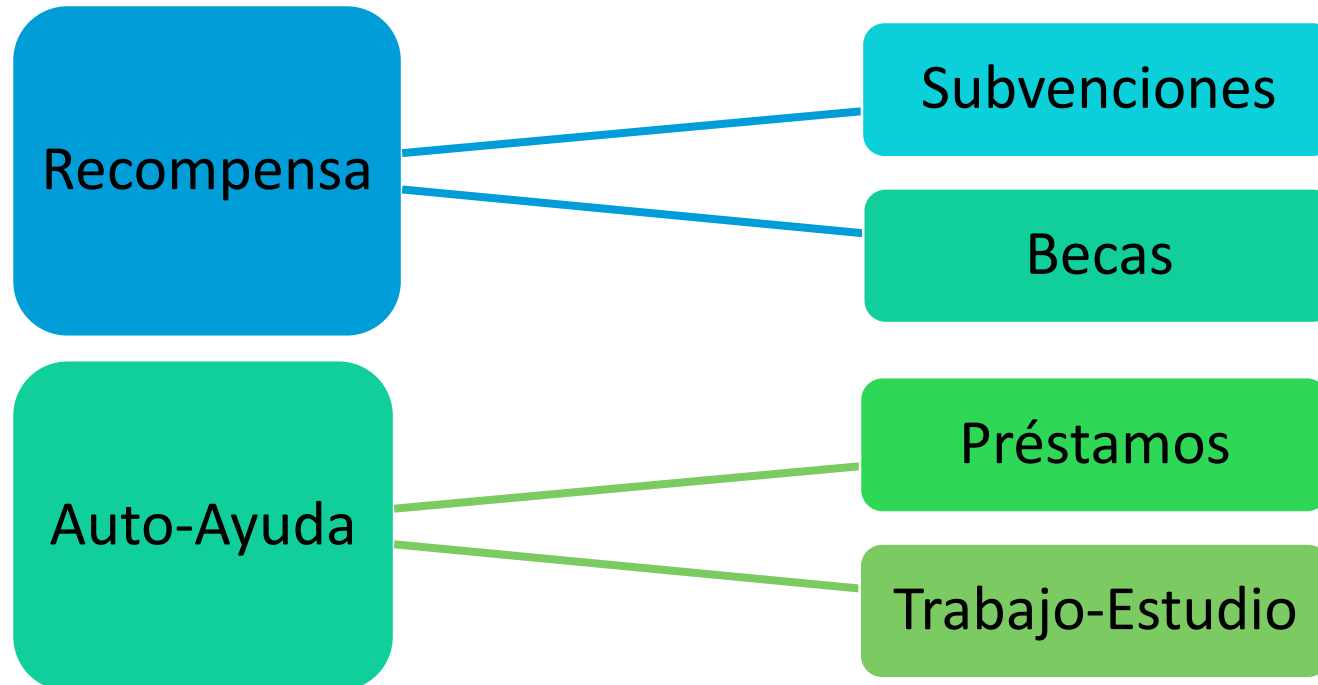 Recompensa
Subvenciones
Becas
Auto-Ayuda
Préstamos
Trabajo-Estudio